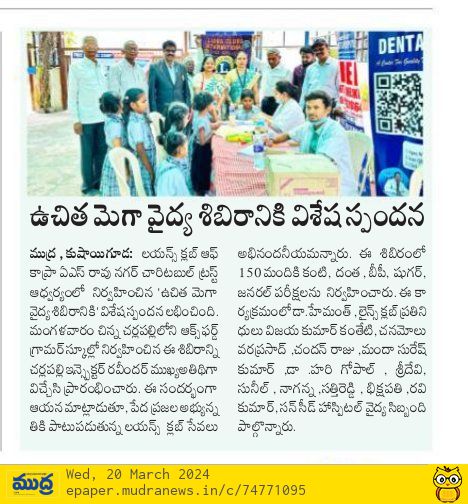 DENTA
ఉచిత మెగా వైద్య శిబిరానికి విశేష స్పందన
ముద్ర, కుషాయిగూడ: లయన్స్ క్లబ్ ఆఫ్
కాప్రా ఏఎస్ రావు నగర్ చారిటబుల్ ట్రస్ట్
ఆధ్వర్యంలో నిర్వహించిన 'ఉచిత మెగా
వైద్య శిబిరానికి' విశేష స్పందన లభించింది.
మంగళవారం చిన్న చర్లపల్లిలోని ఆక్స్ ఫర్డ్
గ్రామర్ స్కూల్లో నిర్వహించిన ఈ శిబిరాన్ని
చర్లపల్లి ఇన్స్పెక్టర్ రవీందర్ ముఖ్య అతిథిగా
విచ్చేసి ప్రారంభించారు. ఈ సందర్భంగా
ఆయన మాట్లాడుతూ, పేద ప్రజల అభ్యున్న
తికి పాటుపడుతున్న లయన్స్ క్లబ్ సేవలు
అభినందనీయమన్నారు. ఈ శిబిరంలో
150 మందికి కంటి, దంత, బీపీ, షుగర్,
జనరల్ పరీక్షలను నిర్వహించారు. ఈ కా
ర్యక్రమంలో డా.హేమంత్, లైన్స్ క్లబ్ ప్రతిని
ధులు విజయ కుమార్ కంతేటి, చనమోలు
వరప్రసాద్, చందన్ రాజు, మందా సురేష్
కుమార్, డా హరి గోపాల్, శ్రీదేవి,
సునీల్, నాగన్న, సత్తిరెడ్డి, భిక్షపతి, రవి
కుమార్, సన్ సీడ్ హాస్పిటల్ వైద్య సిబ్బంది
పాల్గొన్నారు.
ముద్ర
Wed, 20 March 2024
epaper.mudranews.in/c/74771095